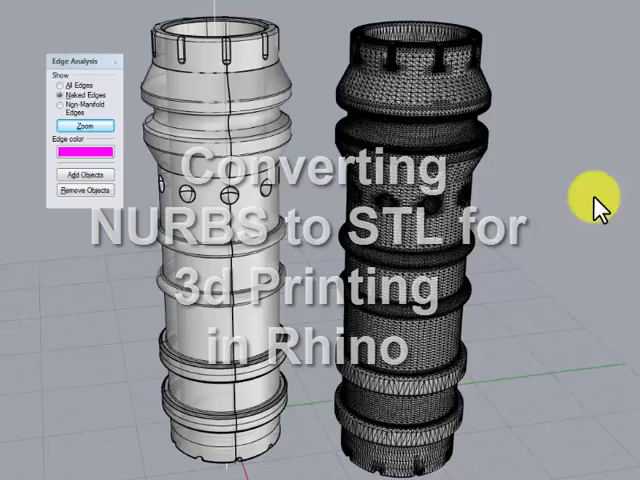 Edge Analysis
Show
All Edges
Naked Edges
Non-Manifold
Edges
Zoom
Edge color
Add Objects
Remove Objects
Converting
NURBS to STL for
3d Printing
in Rhino